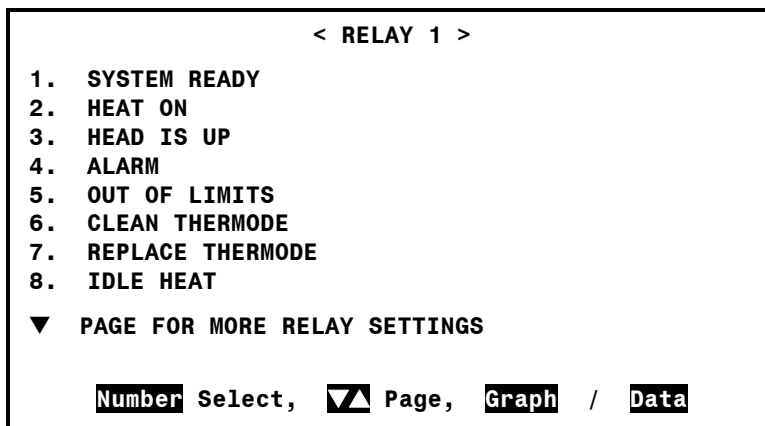 < RELAY 1 >
1. SYSTEM READY
2. HEAT ON
3. HEAD IS UP
4. ALARM
5. OUT OF LIMITS
6. CLEAN THERMODE
7. REPLACE THERMODE
8. IDLE HEAT
▼ PAGE FOR MORE RELAY SETTINGS
Number Select, ▽△ Page, Graph / Data